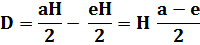 D = aH/2 - eH/2 = H a - e/2